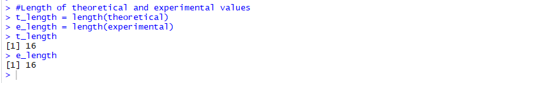 > #Length of theoretical and experimental values
> t_length = length(theoretical)
> e_length = length(experimental)
> t_length
[1] 16
> e_length
[1] 16
>